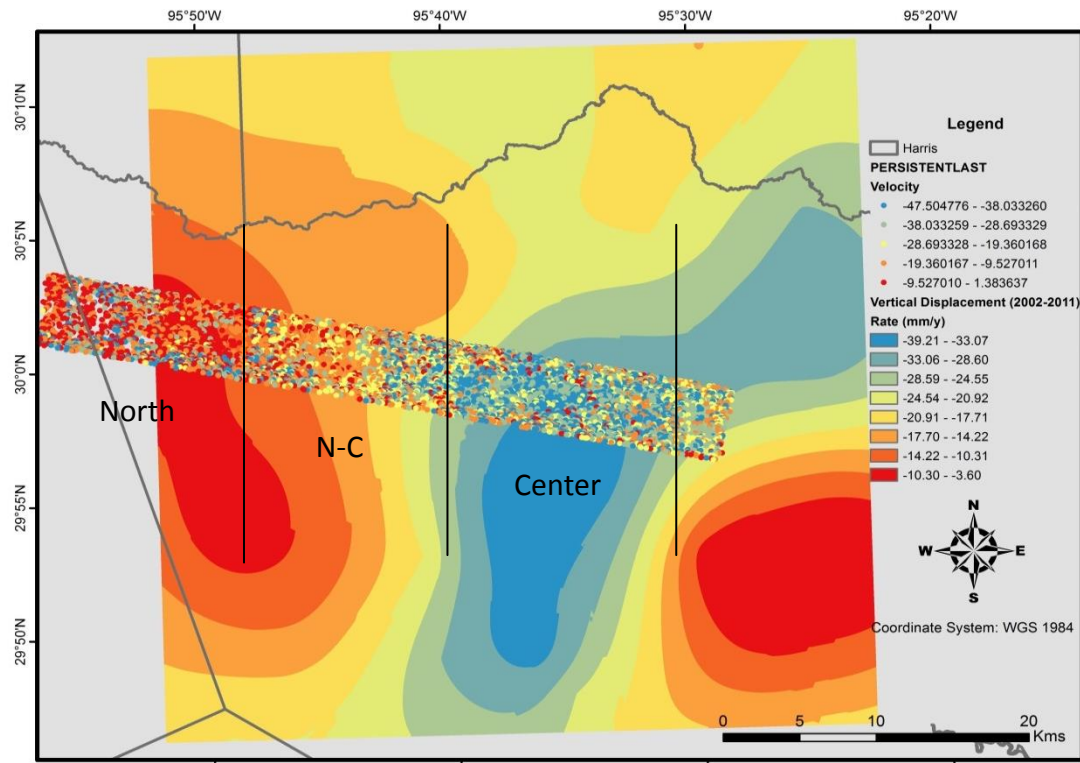 95°50'W 95°40'W 95°30'W 95°20'W
30°10'N
30°5'N
30°0'N
29°55'N
29°50'N
North
N-C
Center
Legend
Harris
PERSISTENTLAST
Velocity
-47.504776 - -38.033260
-38.033259 - -28.693329
-28.693328 - -19.360168
-19.360167 - -9.527011
-9.527010 - 1.383637
Vertical Displacement (2002-2011)
Rate (mm/y)
-39.21 - -33.07
-33.06 - -28.60
-28.59 - -24.55
-24.54 - -20.92
-20.91 - -17.71
-17.70 - -14.22
-14.22 - -10.31
-10.30 - -3.60
N
W E
S
Coordinate System: WGS 1984
0 5 10 20
Kms